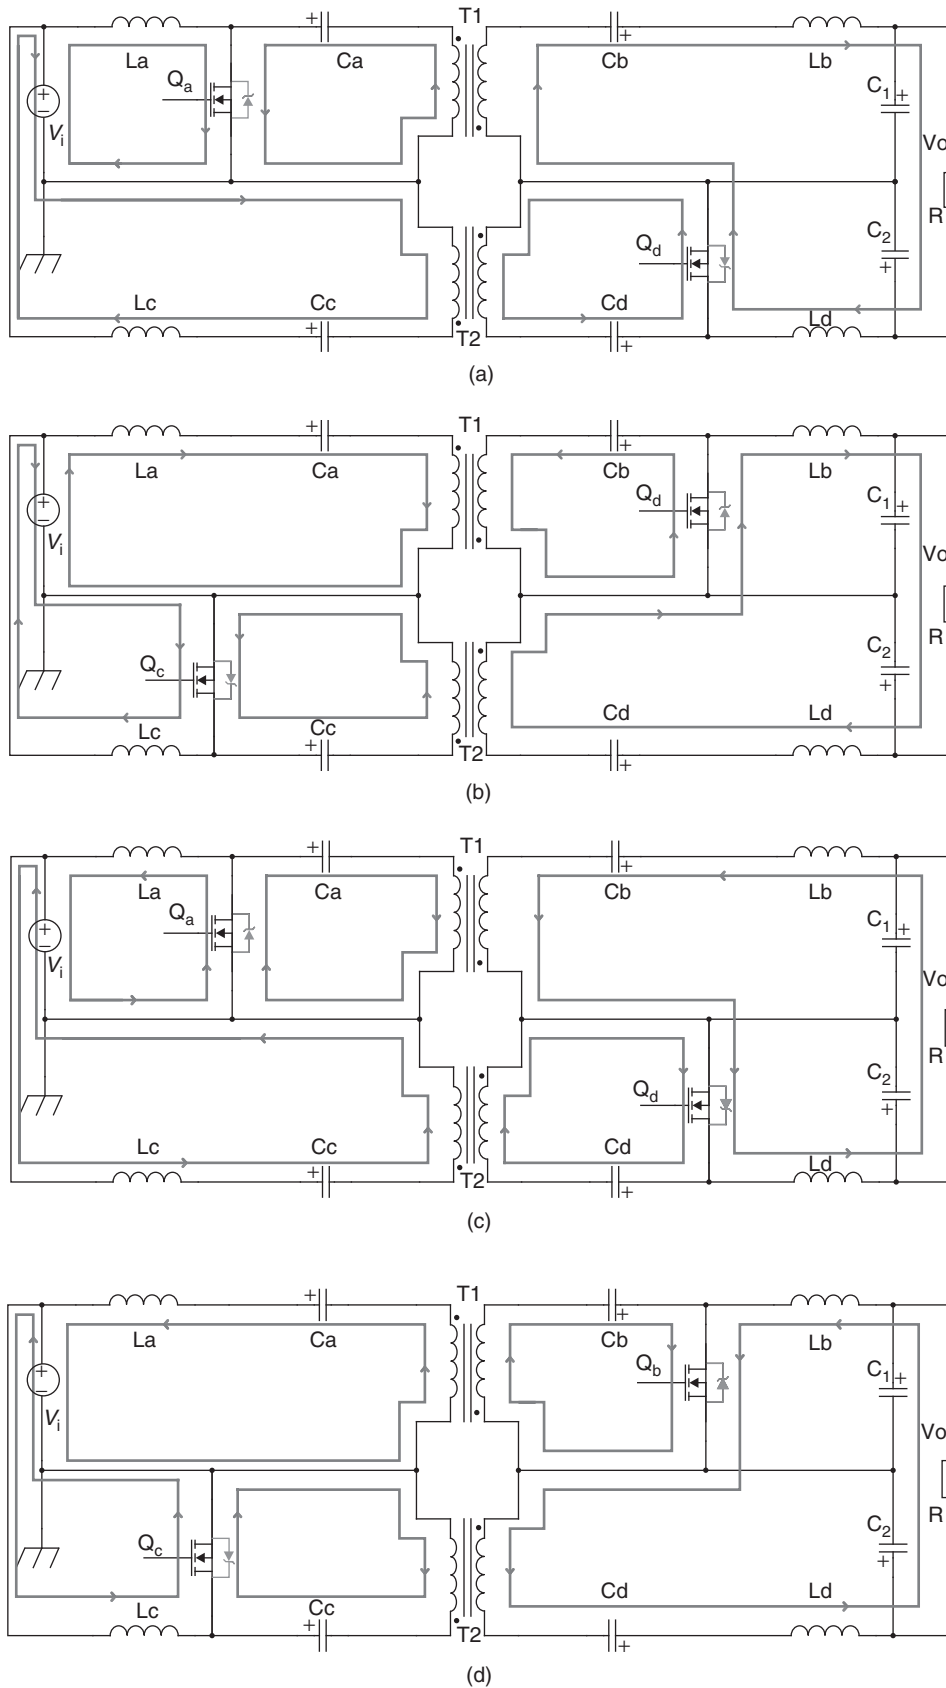 T1
La Ca Cb Lb
Qa C1 +
+ − Vi Vo
R
Qd C2 +
Lc Cc Cd Ld
T2
(a)
T1
La Ca Cb Lb
Qd C1 +
+ − Vi Vo
R
Qc C2 +
Lc Cc Cd Ld
T2
(b)
T1
La Ca Cb Lb
Qa C1 +
+ − Vi Vo
R
Qd C2 +
Lc Cc Cd Ld
T2
(c)
T1
La Ca Cb Lb
Qb C1 +
+ − Vi Vo
R
Qc C2 +
Lc Cc Cd Ld
T2
(d)